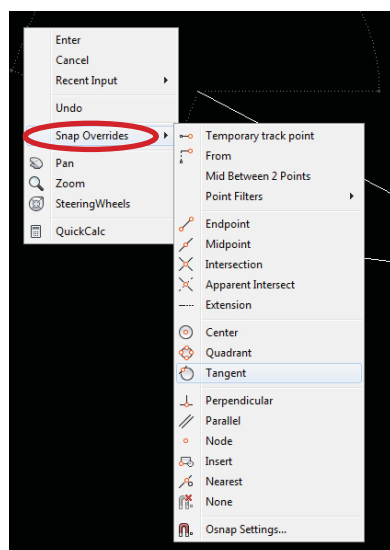 Enter
Cancel
Recent Input
Undo
Snap Overrides
Pan
Zoom
SteeringWheels
QuickCalc
Temporary track point
From
Mid Between 2 Points
Point Filters
Endpoint
Midpoint
Intersection
Apparent Intersect
Extension
Center
Quadrant
Tangent
Perpendicular
Parallel
Node
Insert
Nearest
None
Osnap Settings...